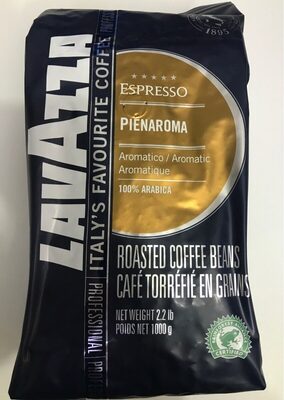 1895
LAVAZZA
ITALY'S FAVOURITE COFFEE
ESPRESSO
PIENAROMA
Aromatico / Aromatic
Aromatique
100% ARABICA
ROASTED COFFEE BEANS
CAFÉ TORRÉFIÉ EN GRAINS
NET WEIGHT 2.2 lb
POIDS NET 1000 g
PROFESSIONAL
CERTIFIED